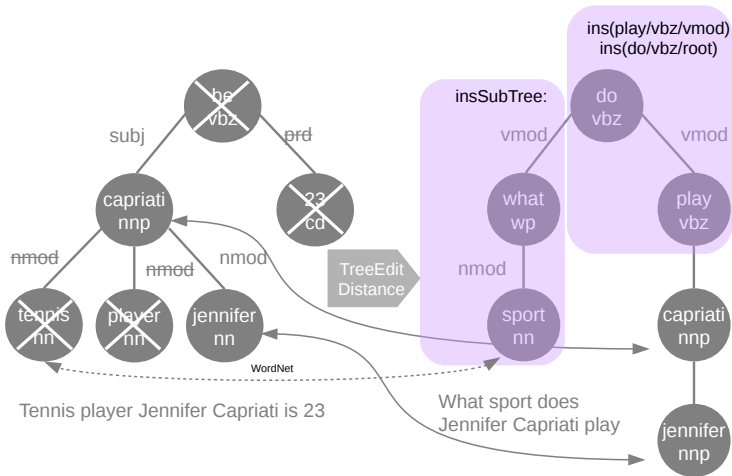 ins(play/vbz/vmod)
ins(do/vbz/root)
insSubTree:
be
vbz
do
vbz
subj
prd
vmod
vmod
capriati
nnp
23
cd
what
wp
play
vbz
nmod
nmod
nmod
TreeEdit
Distance
nmod
tennis
nn
player
nn
jennifer
nn
sport
nn
capriati
nnp
WordNet
Tennis player Jennifer Capriati is 23
What sport does
Jennifer Capriati play
jennifer
nnp